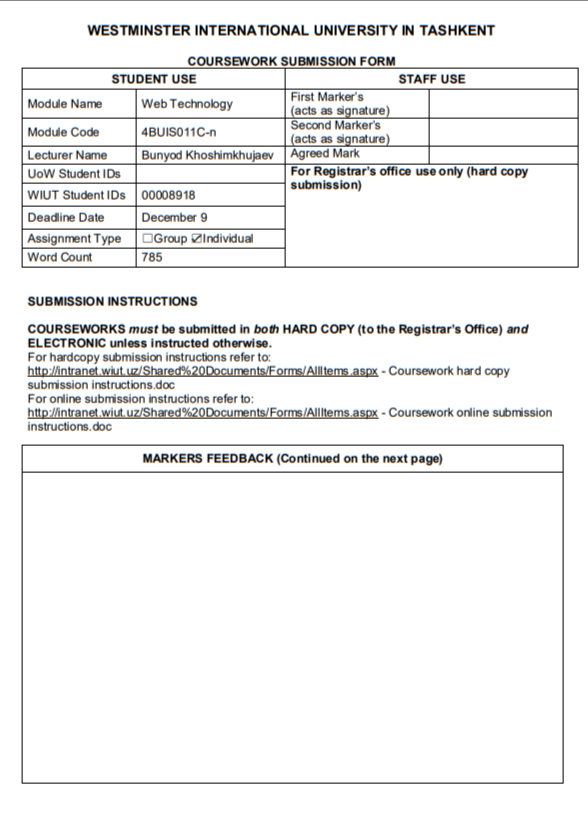 WESTMINSTER INTERNATIONAL UNIVERSITY IN TASHKENT
COURSEWORK SUBMISSION FORM
STUDENT USE
STAFF USE
Module Name
Web Technology
First Marker's
(acts as signature)
Module Code
4BUIS011C-n
Second Marker's
(acts as signature)
Lecturer Name
Bunyod Khoshimkhujaev
Agreed Mark
UoW Student IDs
For Registrar's office use only (hard copy
submission)
WIUT Student IDs
00008918
Deadline Date
December 9
Assignment Type
☐Group ☑Individual
Word Count
785
SUBMISSION INSTRUCTIONS
COURSEWORKS must be submitted in both HARD COPY (to the Registrar's Office) and
ELECTRONIC unless instructed otherwise.
For hardcopy submission instructions refer to:
http://intranet.wiut.uz/Shared%20Documents/Forms/AllItems.aspx - Coursework hard copy
submission instructions.doc
For online submission instructions refer to:
http://intranet.wiut.uz/Shared%20Documents/Forms/AllItems.aspx - Coursework online submission
instructions.doc
MARKERS FEEDBACK (Continued on the next page)